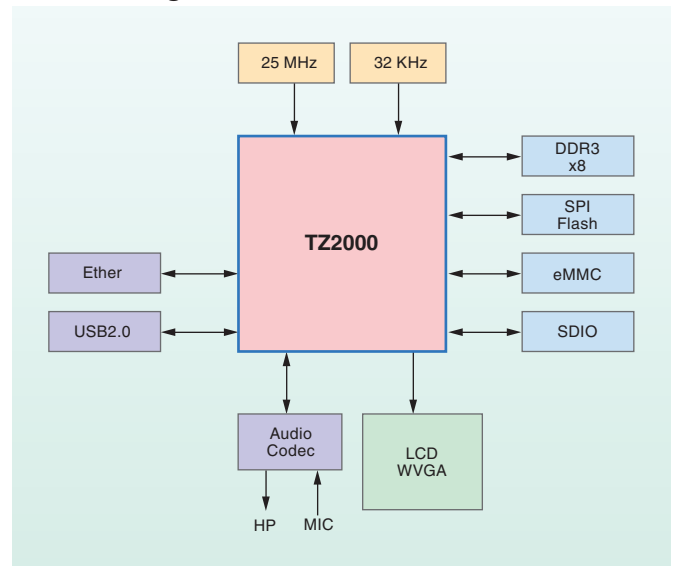 25 MHz
32 KHz
DDR3
x8
SPI
Flash
TZ2000
Ether
eMMC
USB2.0
SDIO
Audio
Codec
LCD
WVGA
HP
MIC